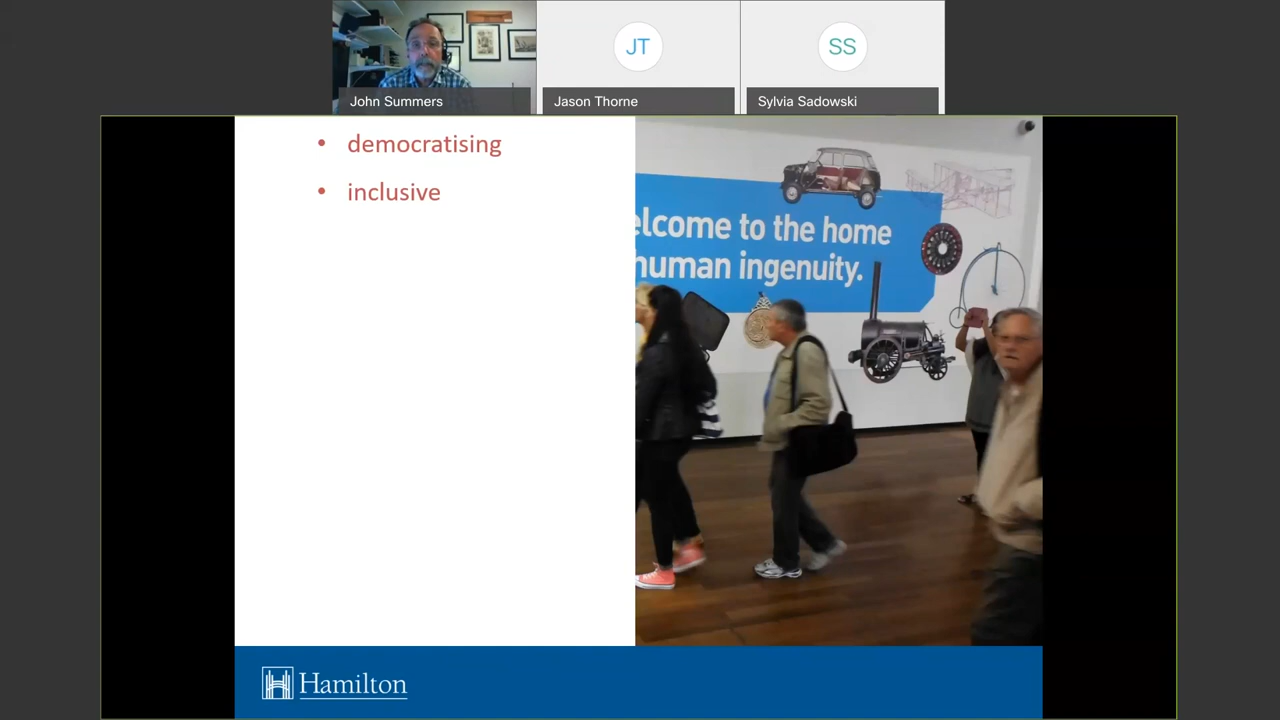 JT
SS
John Summers
Jason Thorne
Sylvia Sadowski
• democratising
• inclusive
elcome to the home
human ingenuity.
Hamilton